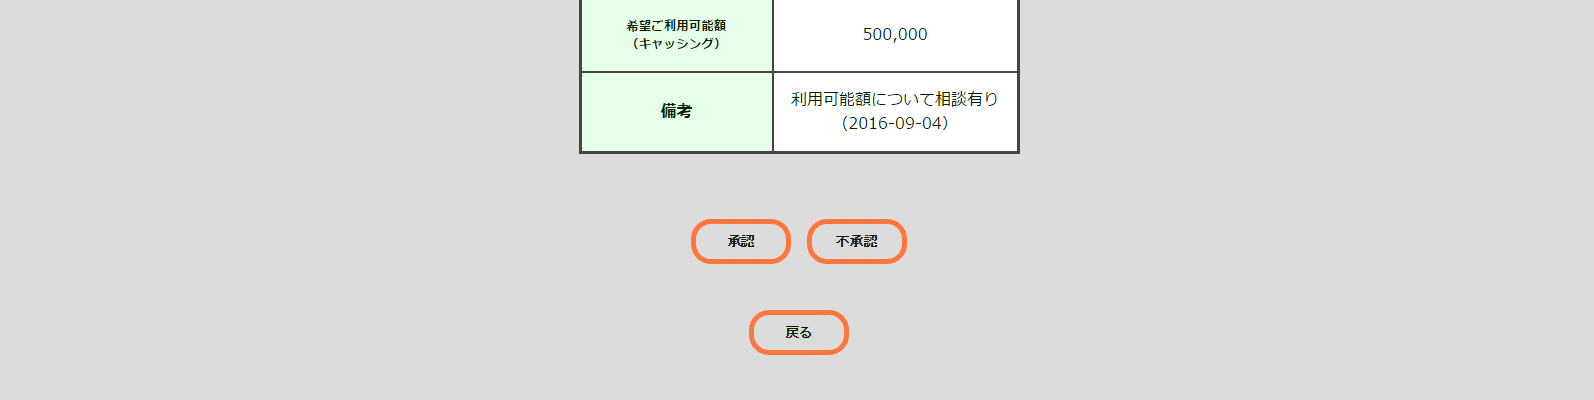 希望ご利用可能額
（キャッシング）
500,000
備考
利用可能額について相談有り
（2016-09-04）
承認
不承認
戻る